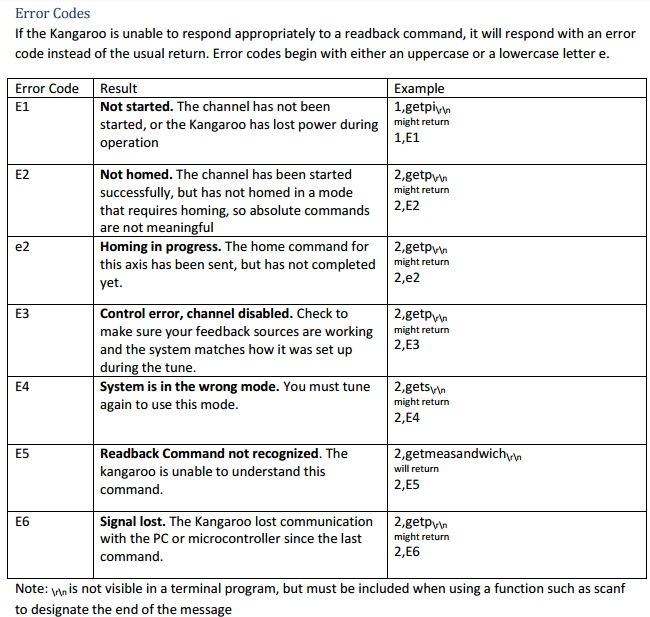 Error Codes
If the Kangaroo is unable to respond appropriately to a readback command, it will respond with an error
code instead of the usual return. Error codes begin with either an uppercase or a lowercase letter e.
Error Code Result Example
E1 Not started. The channel has not been
started, or the Kangaroo has lost power during
operation
1,getpi\r\n
might return
1,E1
E2 Not homed. The channel has been started
successfully, but has not homed in a mode
that requires homing, so absolute commands
are not meaningful
2,getp\r\n
might return
2,E2
e2 Homing in progress. The home command for
this axis has been sent, but has not completed
yet.
2,getp\r\n
might return
2,e2
E3 Control error, channel disabled. Check to
make sure your feedback sources are working
and the system matches how it was set up
during the tune.
2,getp\r\n
might return
2,E3
E4 System is in the wrong mode. You must tune
again to use this mode.
2,gets\r\n
might return
2,E4
E5 Readback Command not recognized. The
kangaroo is unable to understand this
command.
2,getmeasandwich\r\n
will return
2,E5
E6 Signal lost. The Kangaroo lost communication
with the PC or microcontroller since the last
command.
2,getp\r\n
might return
2,E6
Note: \r\n is not visible in a terminal program, but must be included when using a function such as scanf
to designate the end of the message